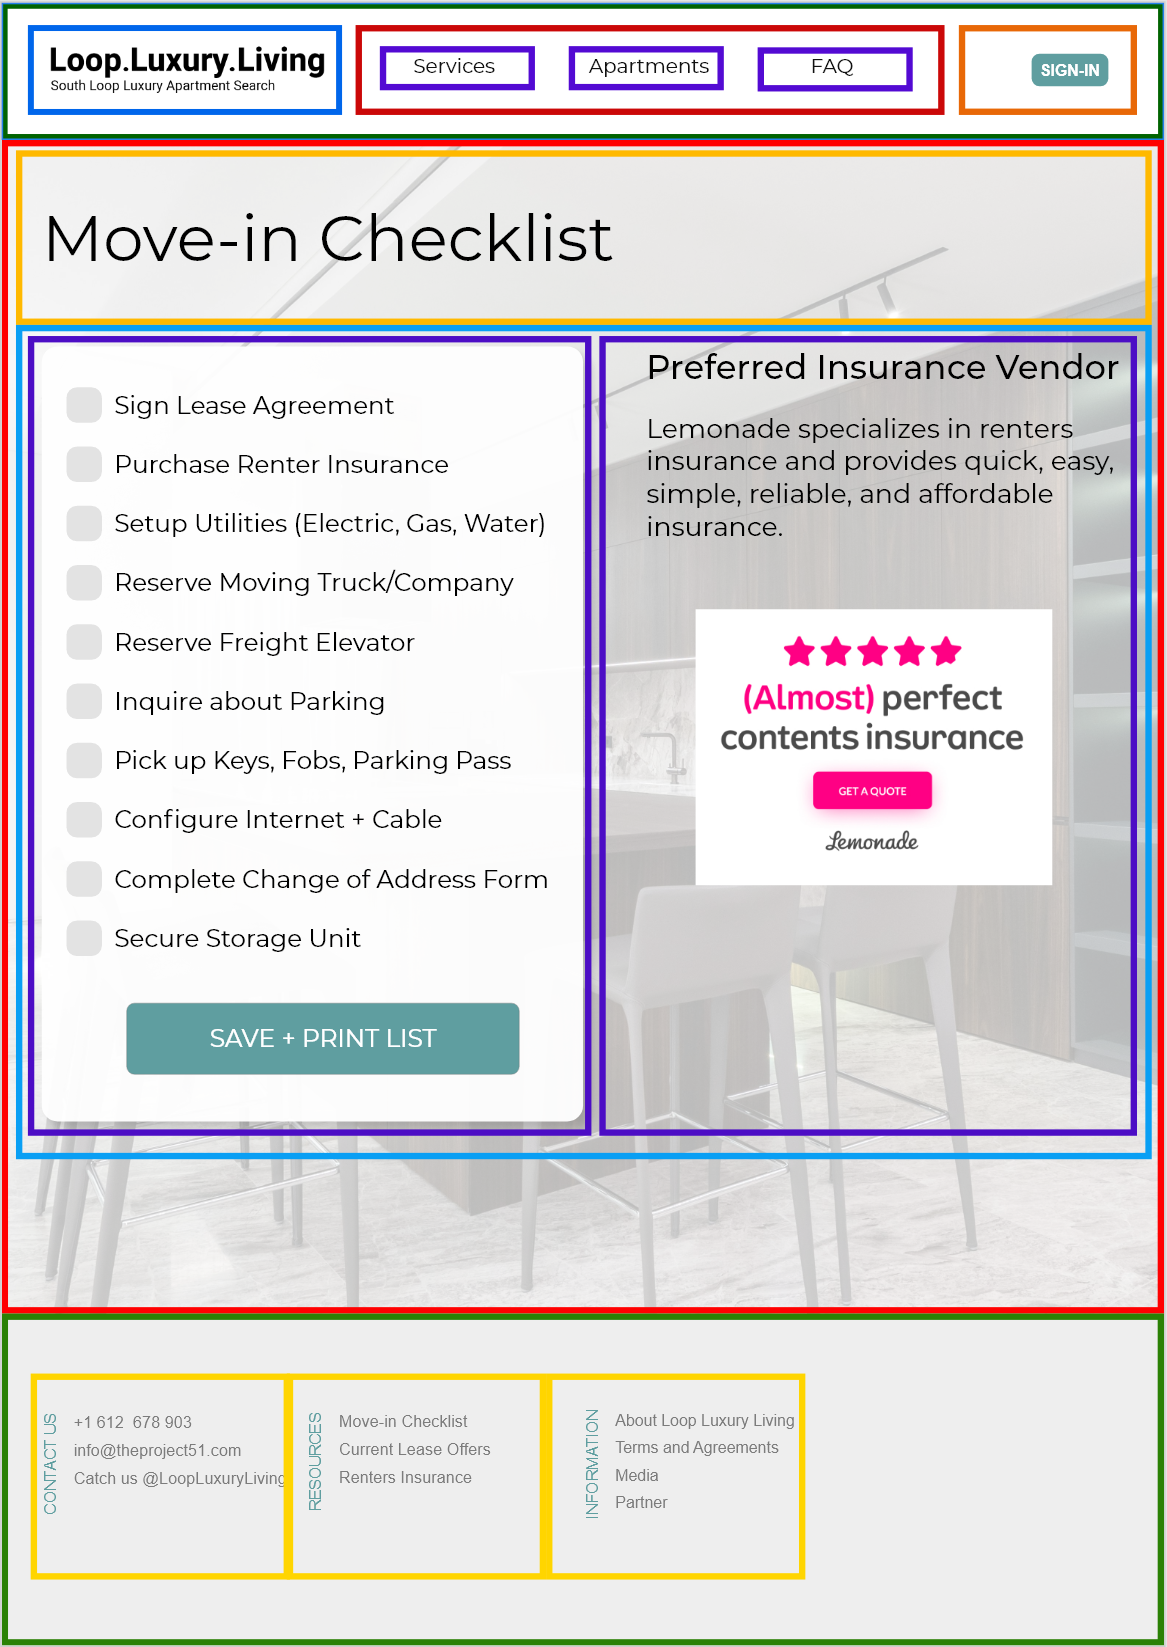 Loop.Luxury.Living
South Loop Luxury Apartment Search
Services
Apartments
FAQ
SIGN-IN
Move-in Checklist
Sign Lease Agreement
Purchase Renter Insurance
Setup Utilities (Electric, Gas, Water)
Reserve Moving Truck/Company
Reserve Freight Elevator
Inquire about Parking
Pick up Keys, Fobs, Parking Pass
Configure Internet + Cable
Complete Change of Address Form
Secure Storage Unit
SAVE + PRINT LIST
Preferred Insurance Vendor
Lemonade specializes in renters
insurance and provides quick, easy,
simple, reliable, and affordable
insurance.
(Almost) perfect
contents insurance
GET A QUOTE
Lemonade
CONTACT US
+1 612  678 903
info@theproject51.com
Catch us @LoopLuxuryLiving
RESOURCES
Move-in Checklist
Current Lease Offers
Renters Insurance
INFORMATION
About Loop Luxury Living
Terms and Agreements
Media
Partner